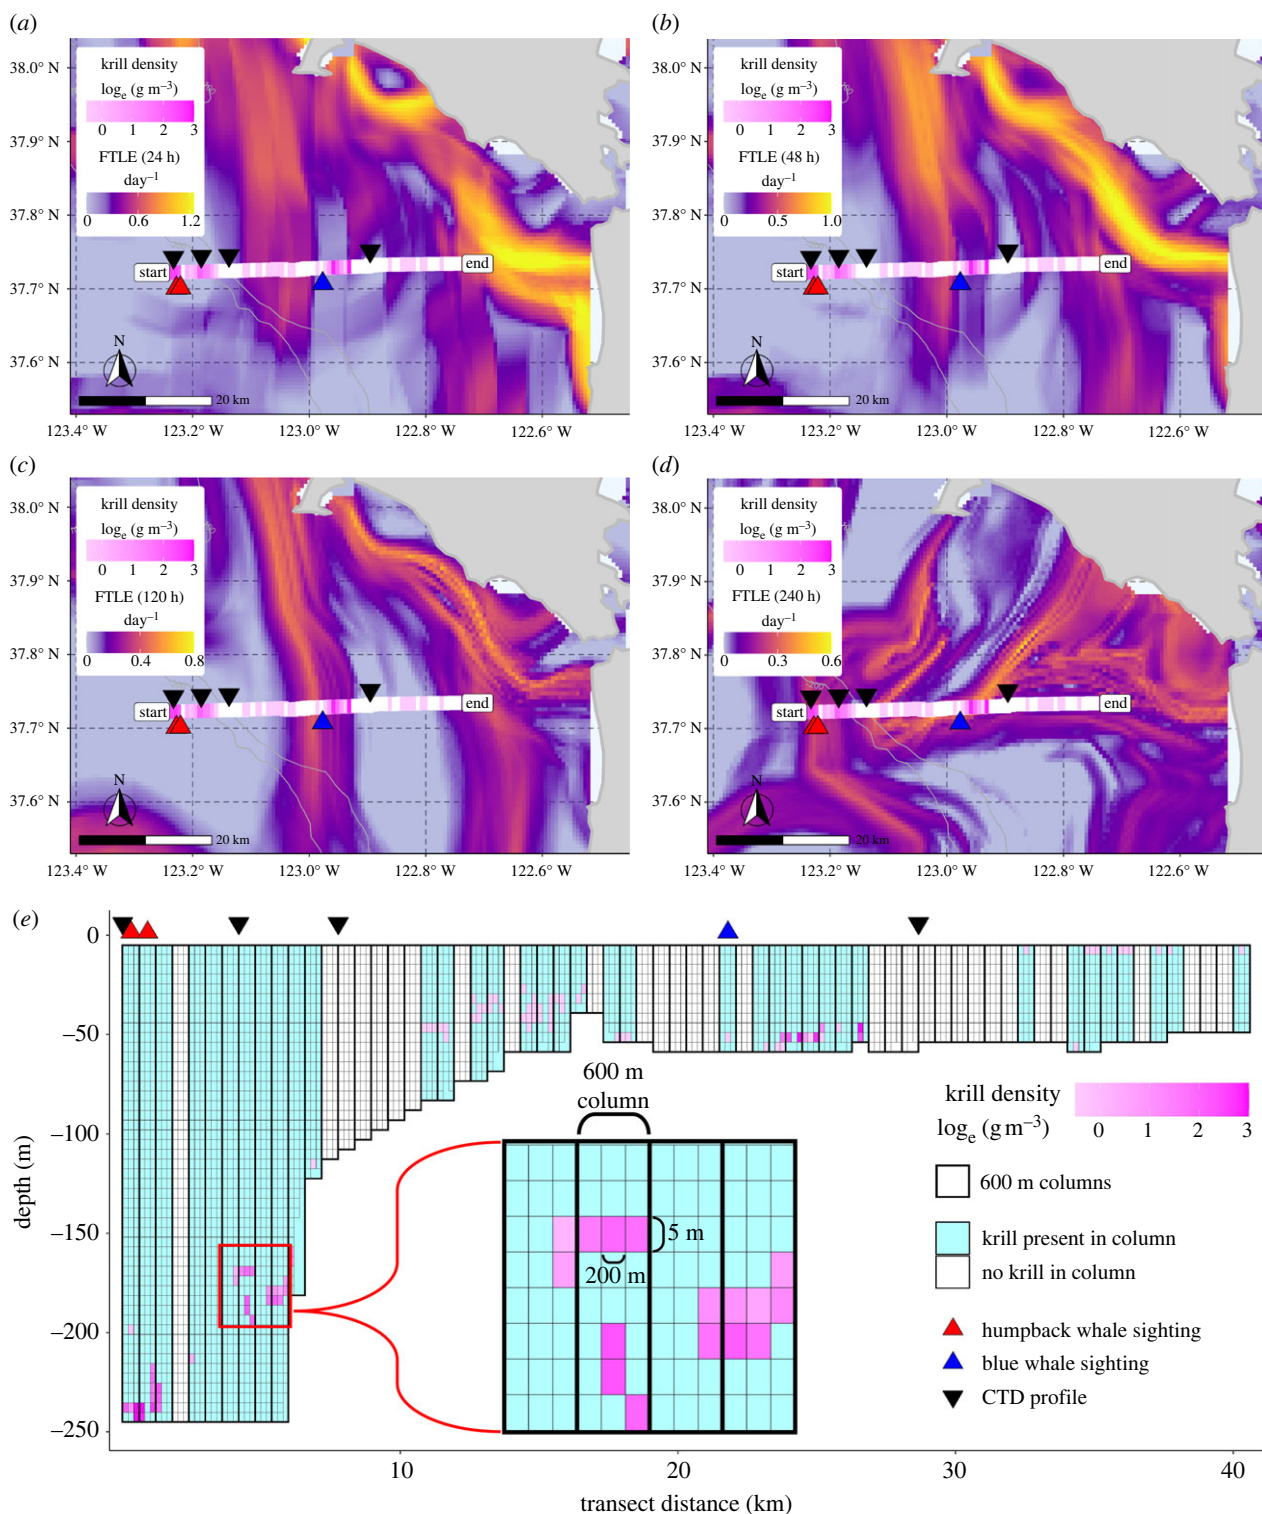 (a)
38.0° N
37.9° N
37.8° N
37.7° N
37.6° N
krill density
logₑ (g m⁻³)
0 1 2 3
FTLE (24 h)
day⁻¹
0 0.6 1.2
start
end
N
20 km
123.4° W 123.2° W 123.0° W 122.8° W 122.6° W
(b)
38.0° N
37.9° N
37.8° N
37.7° N
37.6° N
krill density
logₑ (g m⁻³)
0 1 2 3
FTLE (48 h)
day⁻¹
0 0.5 1.0
start
end
N
20 km
123.4° W 123.2° W 123.0° W 122.8° W 122.6° W
(c)
38.0° N
37.9° N
37.8° N
37.7° N
37.6° N
krill density
logₑ (g m⁻³)
0 1 2 3
FTLE (120 h)
day⁻¹
0 0.4 0.8
start
end
N
20 km
123.4° W 123.2° W 123.0° W 122.8° W 122.6° W
(d)
38.0° N
37.9° N
37.8° N
37.7° N
37.6° N
krill density
logₑ (g m⁻³)
0 1 2 3
FTLE (240 h)
day⁻¹
0 0.3 0.6
start
end
N
20 km
123.4° W 123.2° W 123.0° W 122.8° W 122.6° W
(e)
0
−50
−100
−150
−200
−250
depth (m)
600 m
column
5 m
200 m
krill density
logₑ (g m⁻³)
0 1 2 3
600 m columns
krill present in column
no krill in column
humpback whale sighting
blue whale sighting
CTD profile
10 20 30 40
transect distance (km)